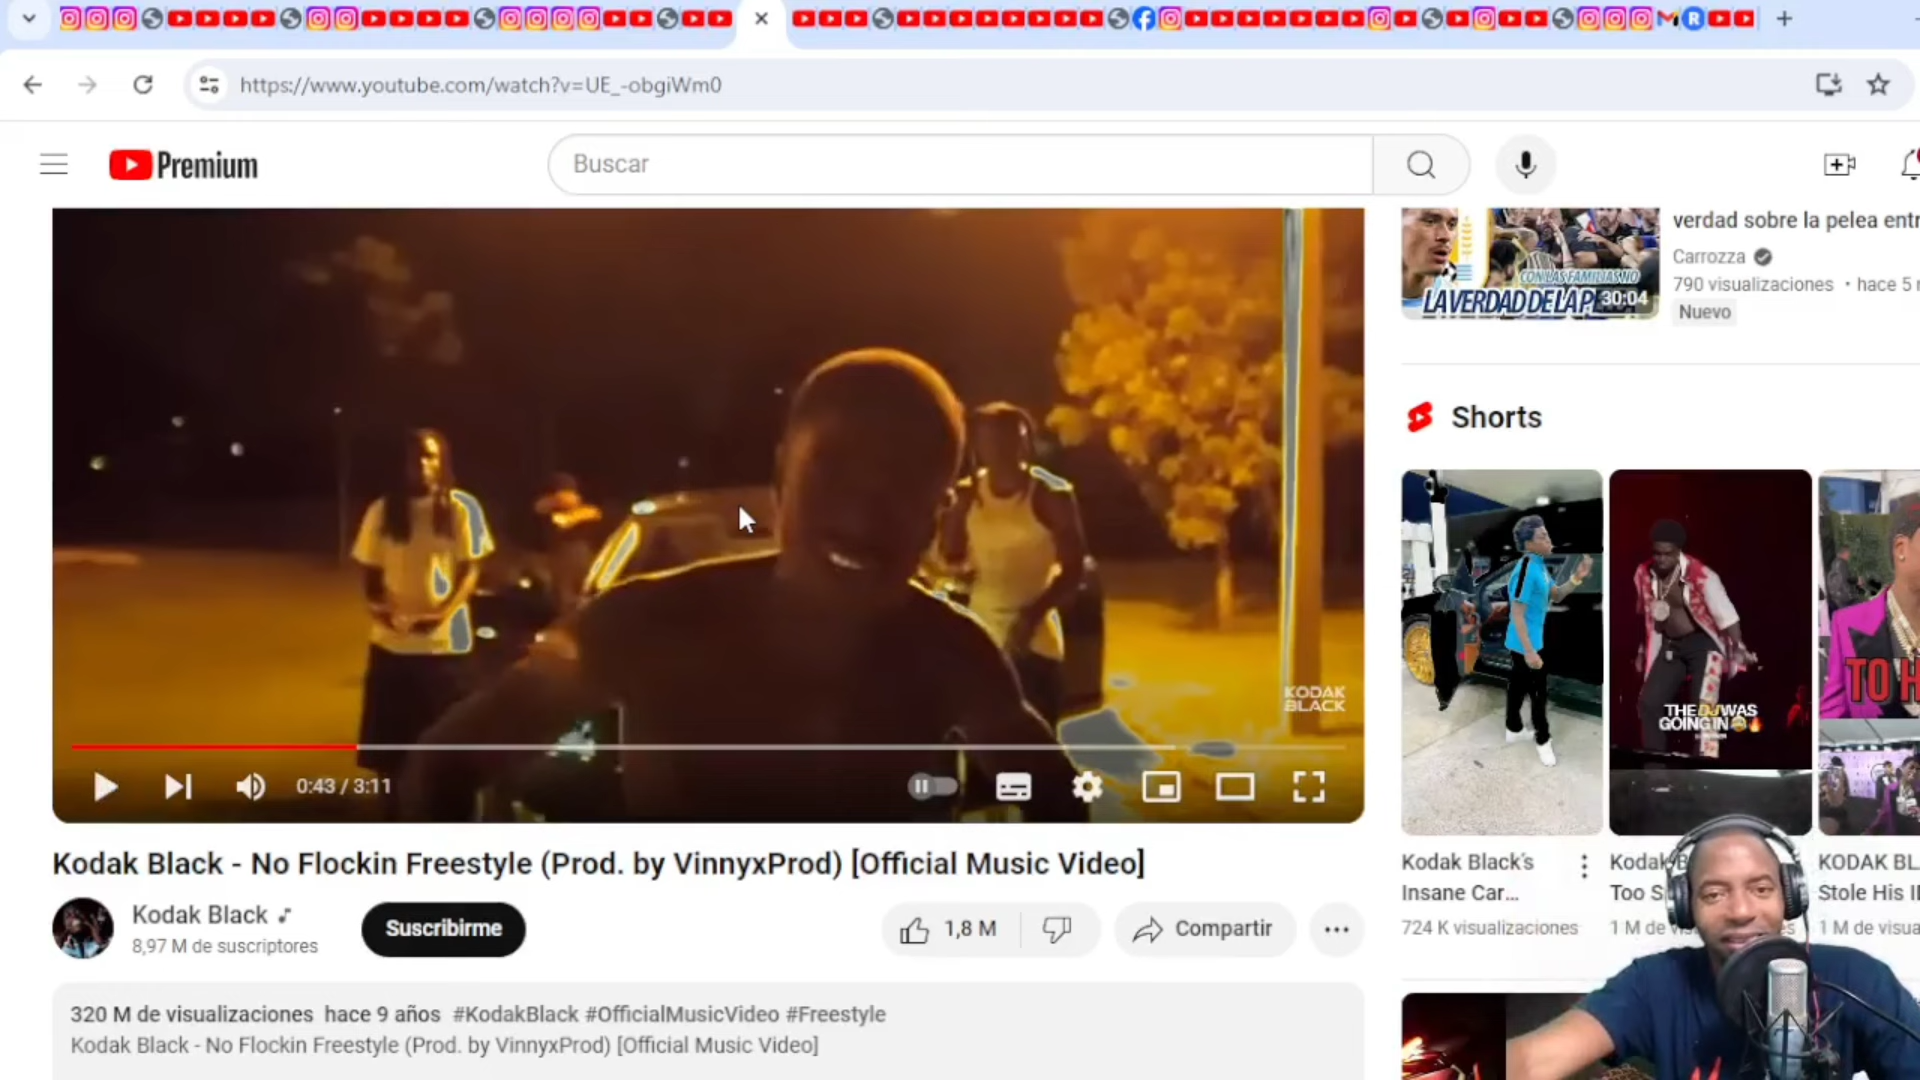 https://www.youtube.com/watch?v=UE_-obgiWm0
Premium
Buscar
KODAK
BLACK
0:43 / 3:11
Kodak Black - No Flockin Freestyle (Prod. by VinnyxProd) [Official Music Video]
Kodak Black
8,97 M de suscriptores
Suscribirme
1,8 M
Compartir
320 M de visualizaciones hace 9 años #KodakBlack #OfficialMusicVideo #Freestyle
Kodak Black - No Flockin Freestyle (Prod. by VinnyxProd) [Official Music Video]
CON LAS FAMILIAS NO
LA VERDAD DE LA P
30:04
verdad sobre la pelea entr
Carrozza
790 visualizaciones • hace 5
Nuevo
Shorts
THE DJ WAS
GOING IN
TO H
Kodak Black's
Insane Car...
724 K visualizaciones
Kodak B
Too S
1 M de
KODAK BL
Stole His
1 M de visua